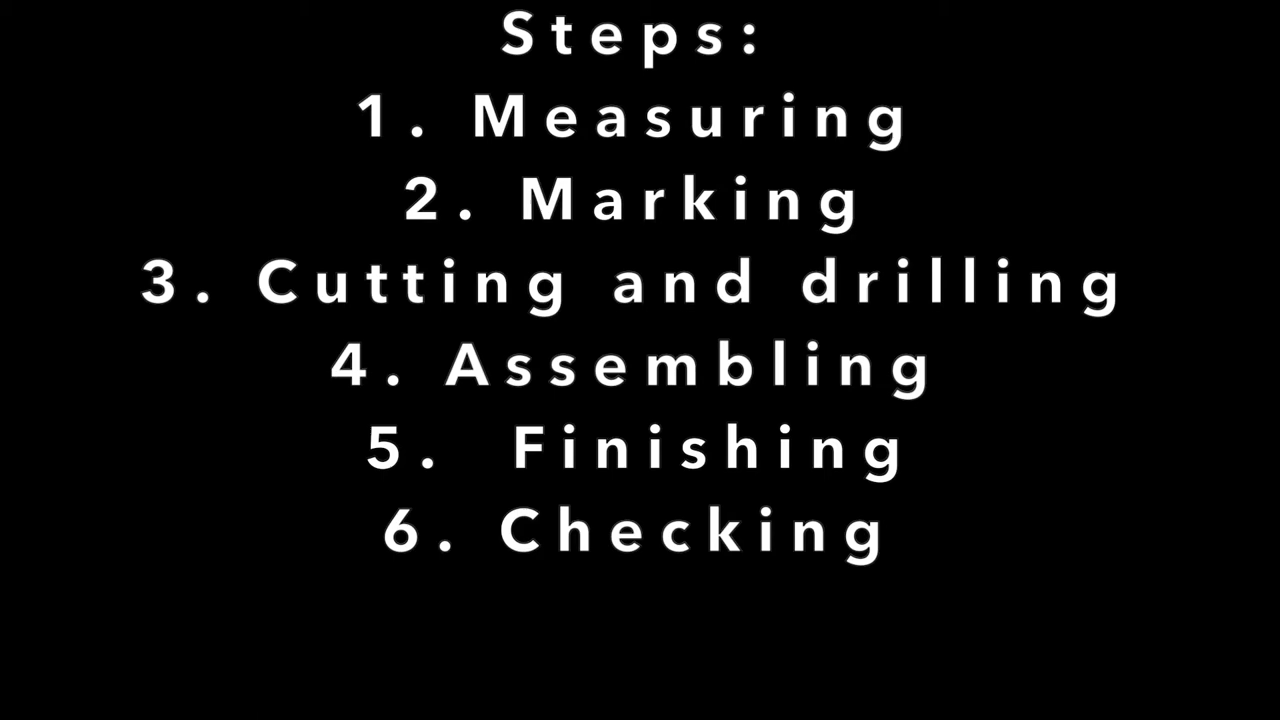 Steps:
1. Measuring
2. Marking
3. Cutting and drilling
4. Assembling
5. Finishing
6. Checking